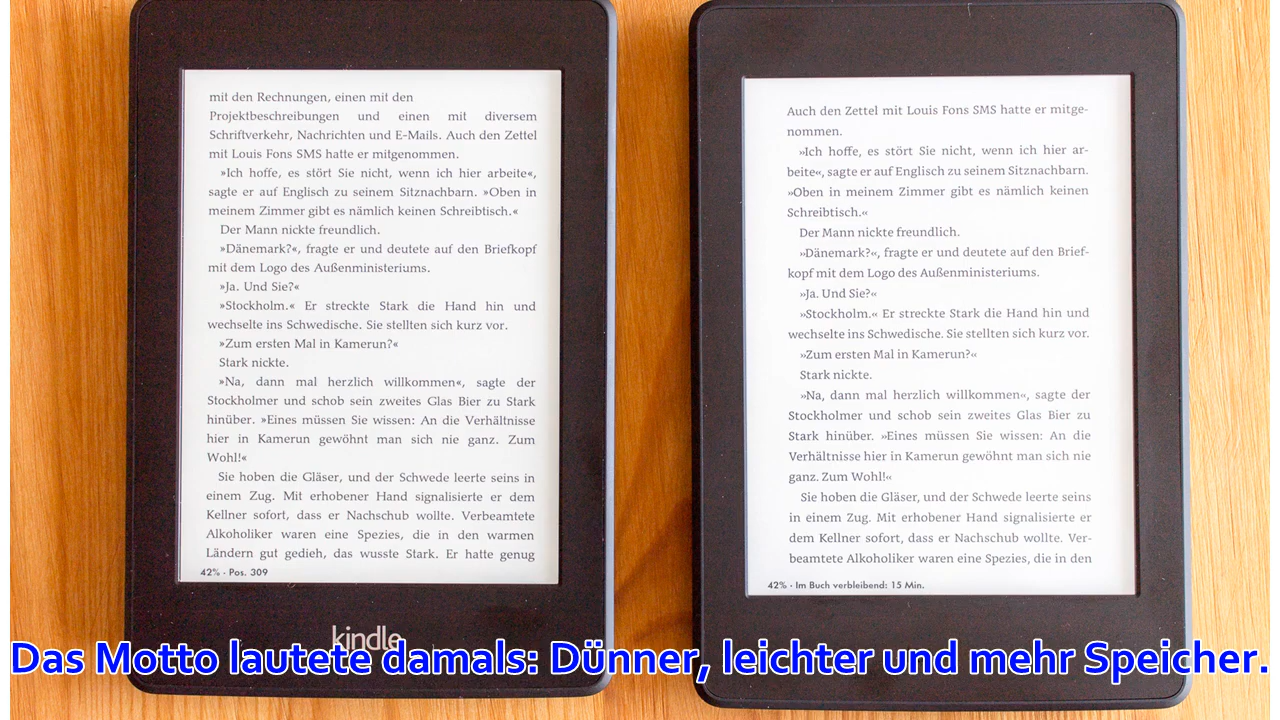 mit den Rechnungen, einen mit den
Projektbeschreibungen und einen mit diversem
Schriftverkehr, Nachrichten und E-Mails. Auch den Zettel
mit Louis Fons SMS hatte er mitgenommen.
»Ich hoffe, es stört Sie nicht, wenn ich hier arbeite«,
sagte er auf Englisch zu seinem Sitznachbarn. »Oben in
meinem Zimmer gibt es nämlich keinen Schreibtisch.«
Der Mann nickte freundlich.
»Dänemark?«, fragte er und deutete auf den Briefkopf
mit dem Logo des Außenministeriums.
»Ja. Und Sie?«
»Stockholm.« Er streckte Stark die Hand hin und
wechselte ins Schwedische. Sie stellten sich kurz vor.
»Zum ersten Mal in Kamerun?«
Stark nickte.
»Na, dann mal herzlich willkommen«, sagte der
Stockholmer und schob sein zweites Glas Bier zu Stark
hinüber. »Eines müssen Sie wissen: An die Verhältnisse
hier in Kamerun gewöhnt man sich nie ganz. Zum
Wohl!«
Sie hoben die Gläser, und der Schwede leerte seins in
einem Zug. Mit erhobener Hand signalisierte er dem
Kellner sofort, dass er Nachschub wollte. Verbeamtete
Alkoholiker waren eine Spezies, die in den warmen
Ländern gut gedieh, das wusste Stark. Er hatte genug
42% · Pos. 309
kindle
Auch den Zettel mit Louis Fons SMS hatte er mitge-
nommen.
»Ich hoffe, es stört Sie nicht, wenn ich hier ar-
beite«, sagte er auf Englisch zu seinem Sitznachbarn.
»Oben in meinem Zimmer gibt es nämlich keinen
Schreibtisch.«
Der Mann nickte freundlich.
»Dänemark?«, fragte er und deutete auf den Brief-
kopf mit dem Logo des Außenministeriums.
»Ja. Und Sie?«
»Stockholm.« Er streckte Stark die Hand hin und
wechselte ins Schwedische. Sie stellten sich kurz vor.
»Zum ersten Mal in Kamerun?«
Stark nickte.
»Na, dann mal herzlich willkommen«, sagte der
Stockholmer und schob sein zweites Glas Bier zu
Stark hinüber. »Eines müssen Sie wissen: An die
Verhältnisse hier in Kamerun gewöhnt man sich nie
ganz. Zum Wohl!«
Sie hoben die Gläser, und der Schwede leerte seins
in einem Zug. Mit erhobener Hand signalisierte er
dem Kellner sofort, dass er Nachschub wollte. Ver-
beamtete Alkoholiker waren eine Spezies, die in den
42% · Im Buch verbleibend: 15 Min.
Das Motto lautete damals: Dünner, leichter und mehr Speicher.